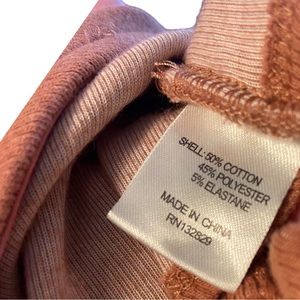 SHELL: 50% COTTON
45% POLYESTER
5% ELASTANE
MADE IN CHINA
RN132829